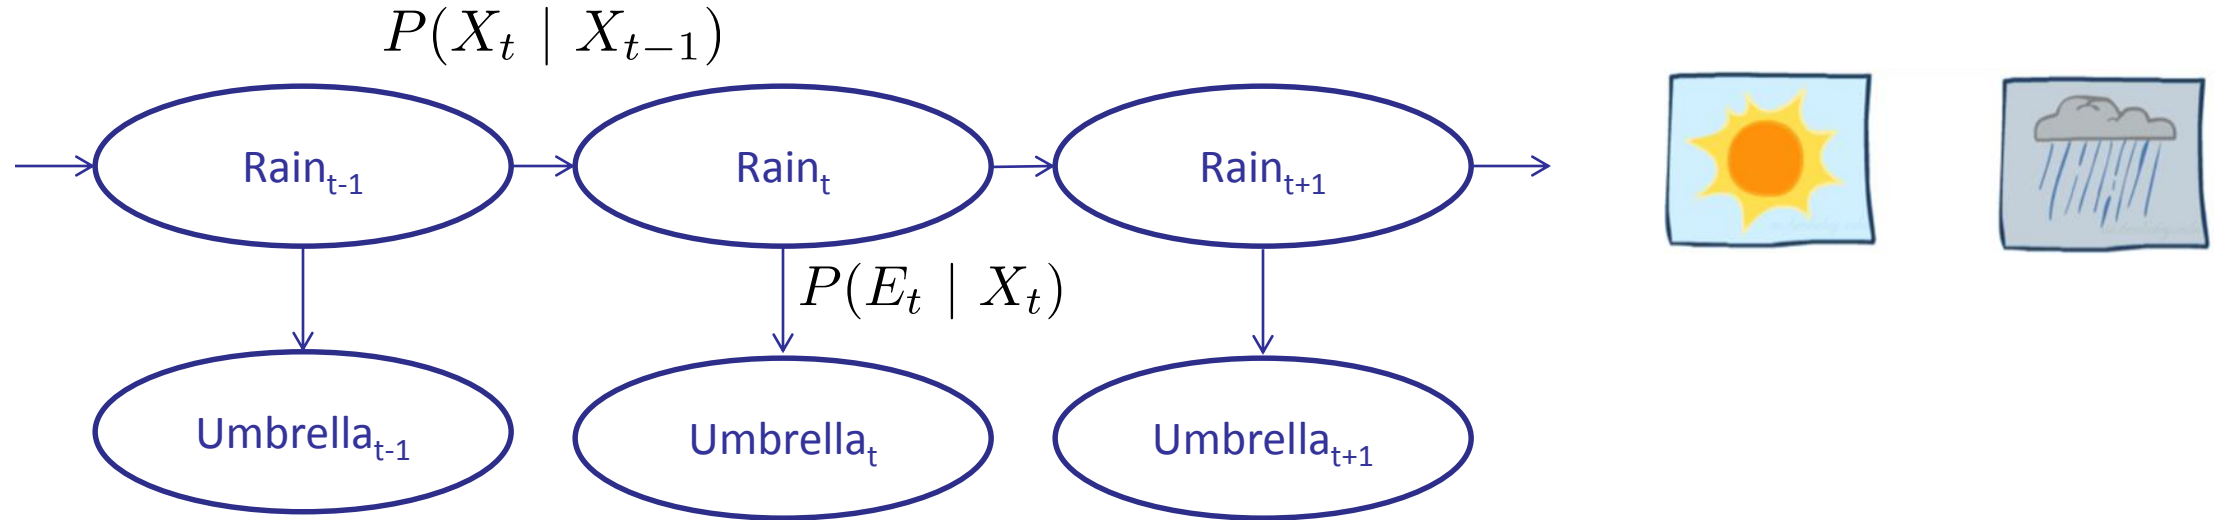 P(X_t | X_{t-1})
Rain_{t-1} Rain_t Rain_{t+1}
P(E_t | X_t)
Umbrella_{t-1} Umbrella_t Umbrella_{t+1}